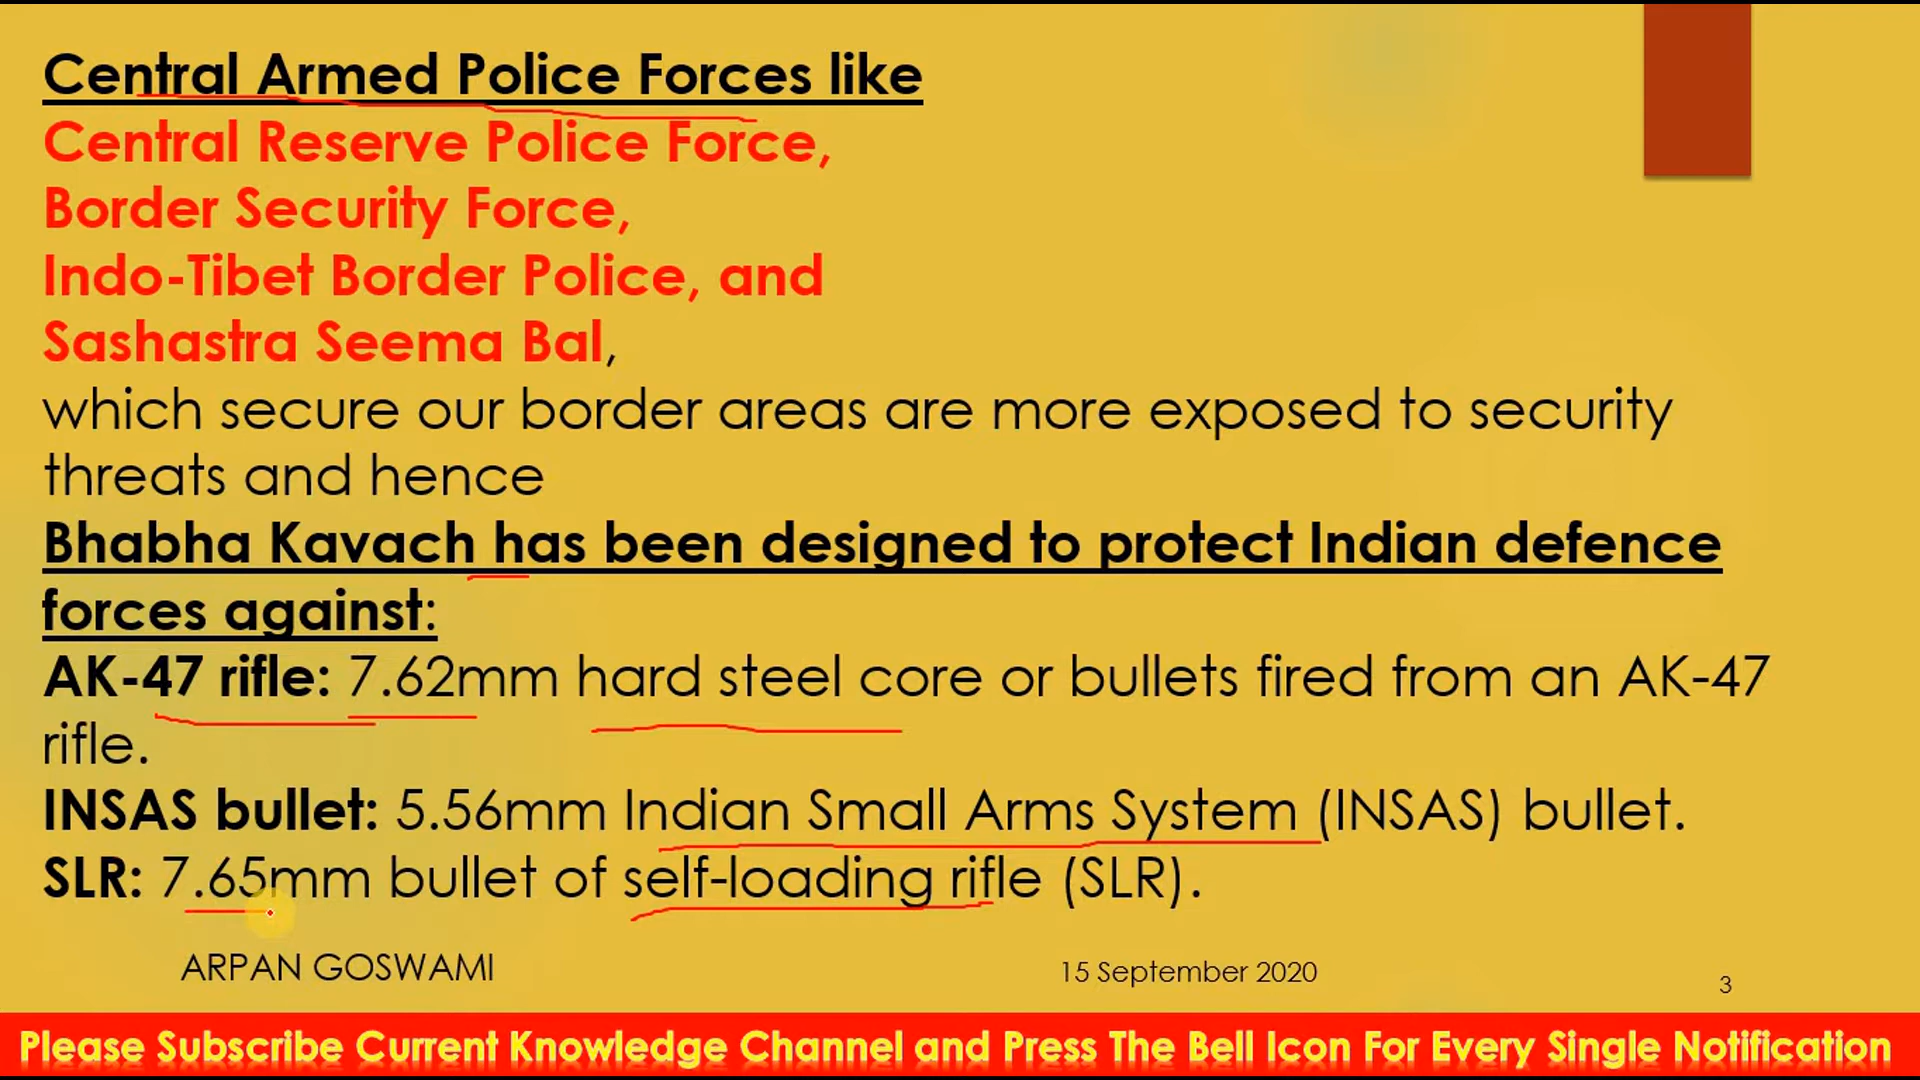 Central Armed Police Forces like
Central Reserve Police Force,
Border Security Force,
Indo-Tibet Border Police, and
Sashastra Seema Bal,
which secure our border areas are more exposed to security
threats and hence
Bhabha Kavach has been designed to protect Indian defence
forces against:
AK-47 rifle: 7.62mm hard steel core or bullets fired from an AK-47
rifle.
INSAS bullet: 5.56mm Indian Small Arms System (INSAS) bullet.
SLR: 7.65mm bullet of self-loading rifle (SLR).
ARPAN GOSWAMI
15 September 2020
3
Please Subscribe Current Knowledge Channel and Press The Bell Icon For Every Single Notification